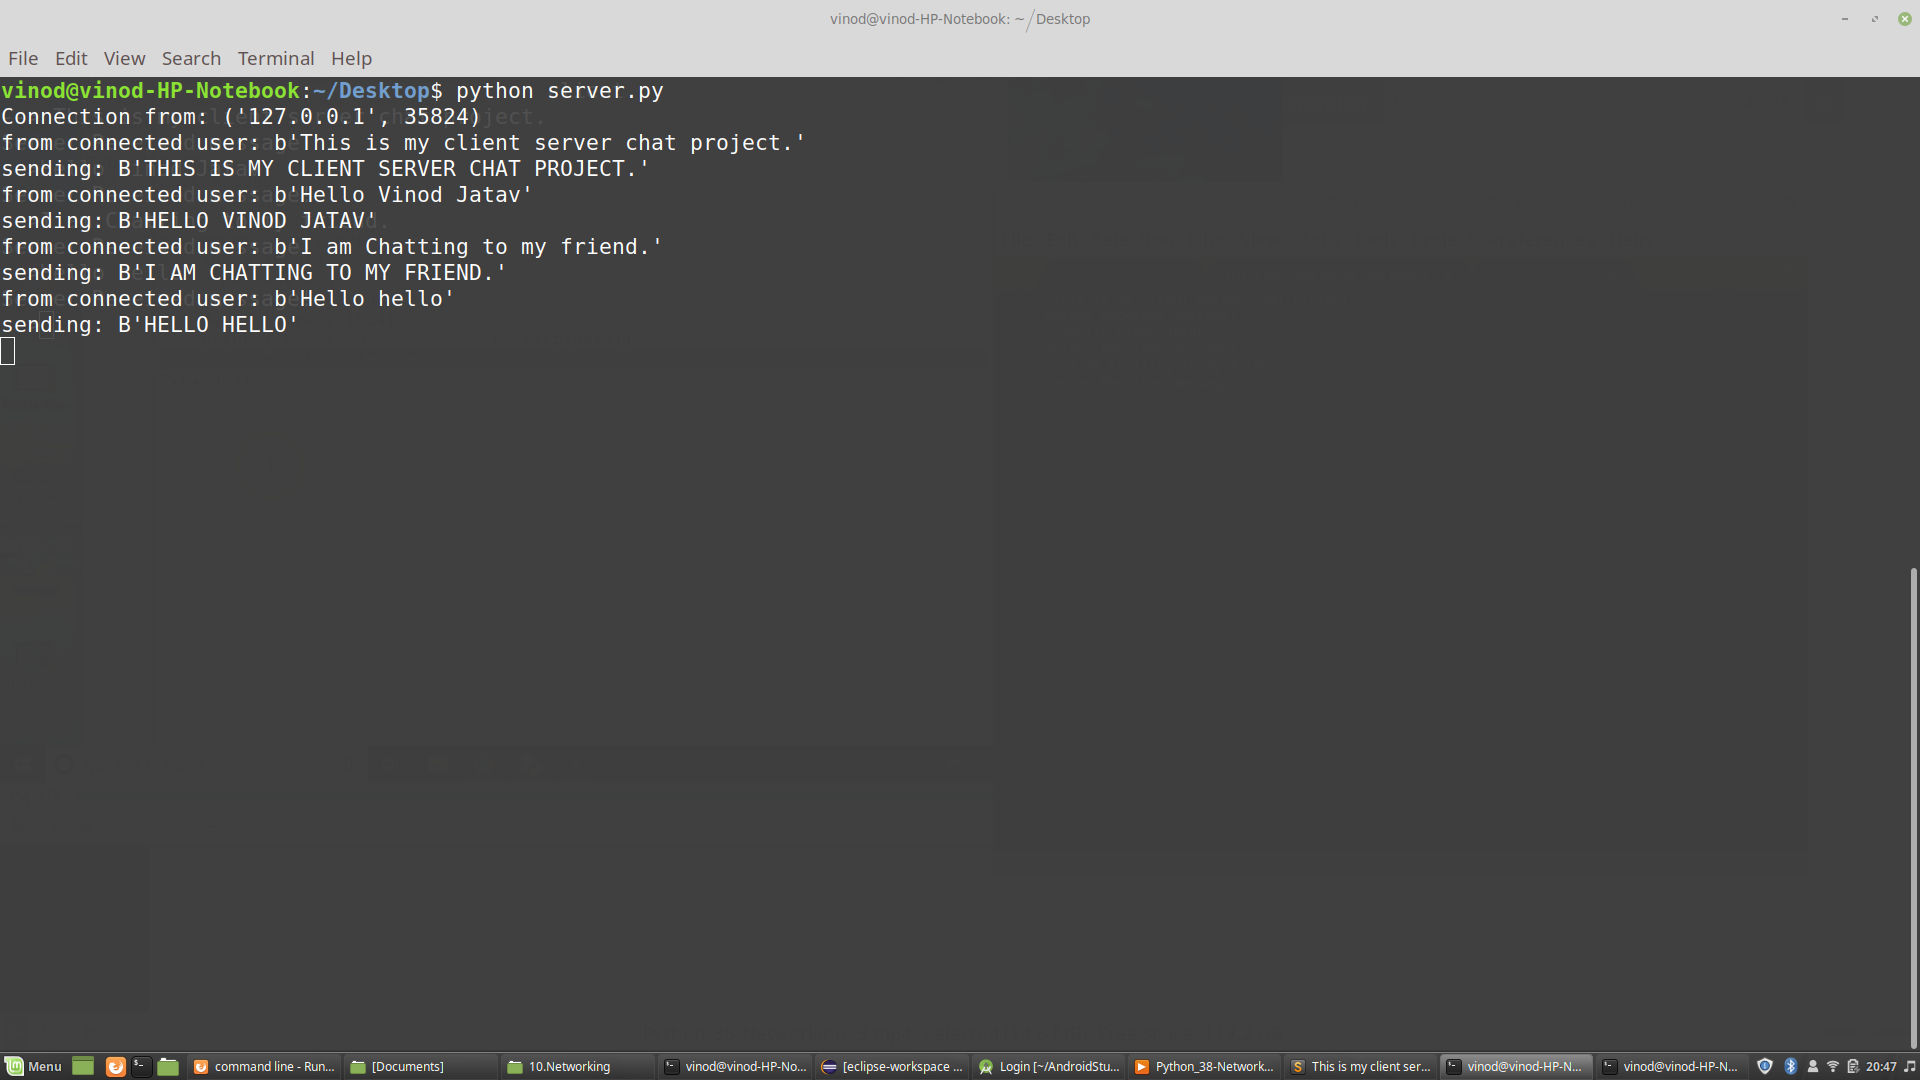 vinod@vinod-HP-Notebook: ~/Desktop
File Edit View Search Terminal Help
vinod@vinod-HP-Notebook:~/Desktop$ python server.py
Connection from: ('127.0.0.1', 35824)
from connected user: b'This is my client server chat project.'
sending: B'THIS IS MY CLIENT SERVER CHAT PROJECT.'
from connected user: b'Hello Vinod Jatav'
sending: B'HELLO VINOD JATAV'
from connected user: b'I am Chatting to my friend.'
sending: B'I AM CHATTING TO MY FRIEND.'
from connected user: b'Hello hello'
sending: B'HELLO HELLO'
Menu command line - Run... [Documents] 10.Networking vinod@vinod-HP-No... [eclipse-workspace ... Login [~/AndroidStu... Python_38-Network... This is my client ser... vinod@vinod-HP-N... vinod@vinod-HP-N... 20:47